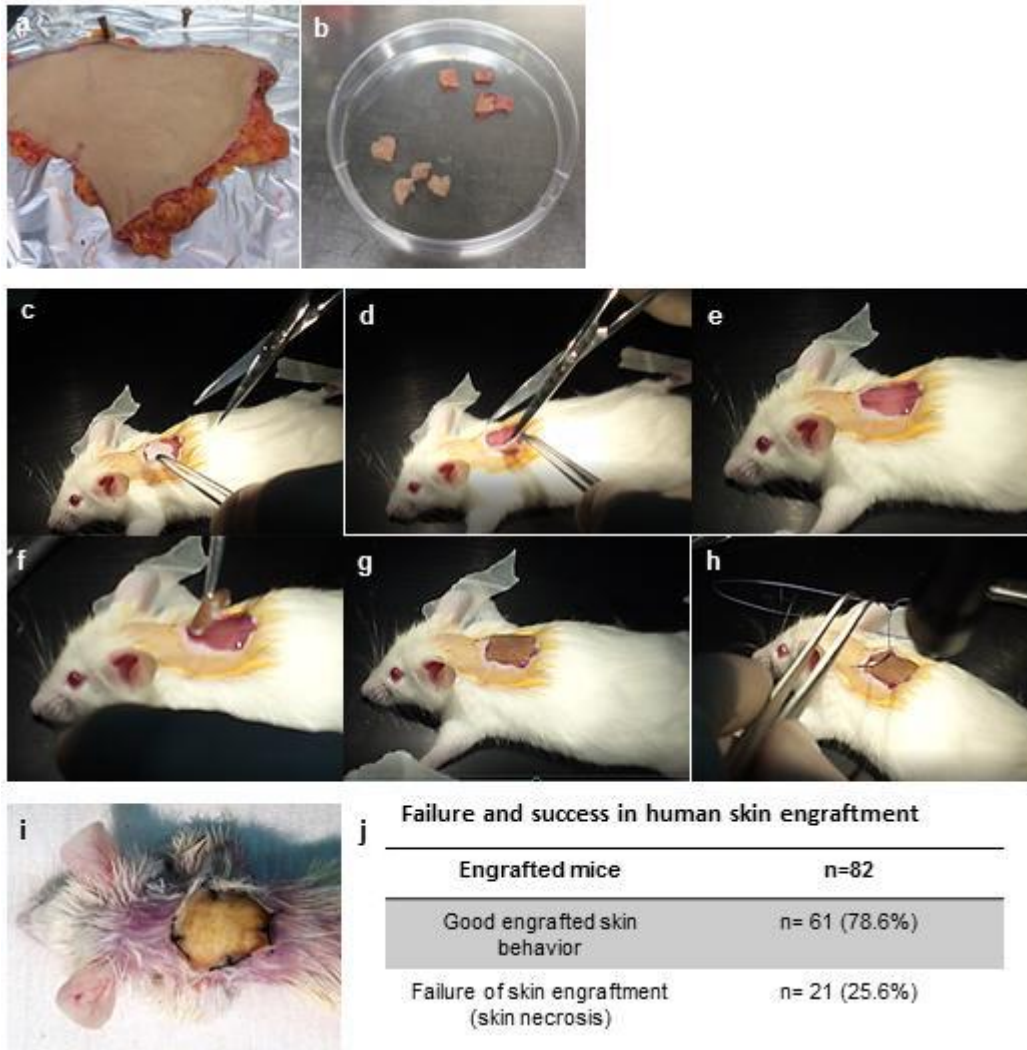 a
b
c
d
e
f
g
h
i
j
Failure and success in human skin engraftment
Engrafted mice n=82
Good engrafted skin n= 61 (78.6%)
behavior
Failure of skin engraftment n= 21 (25.6%)
(skin necrosis)